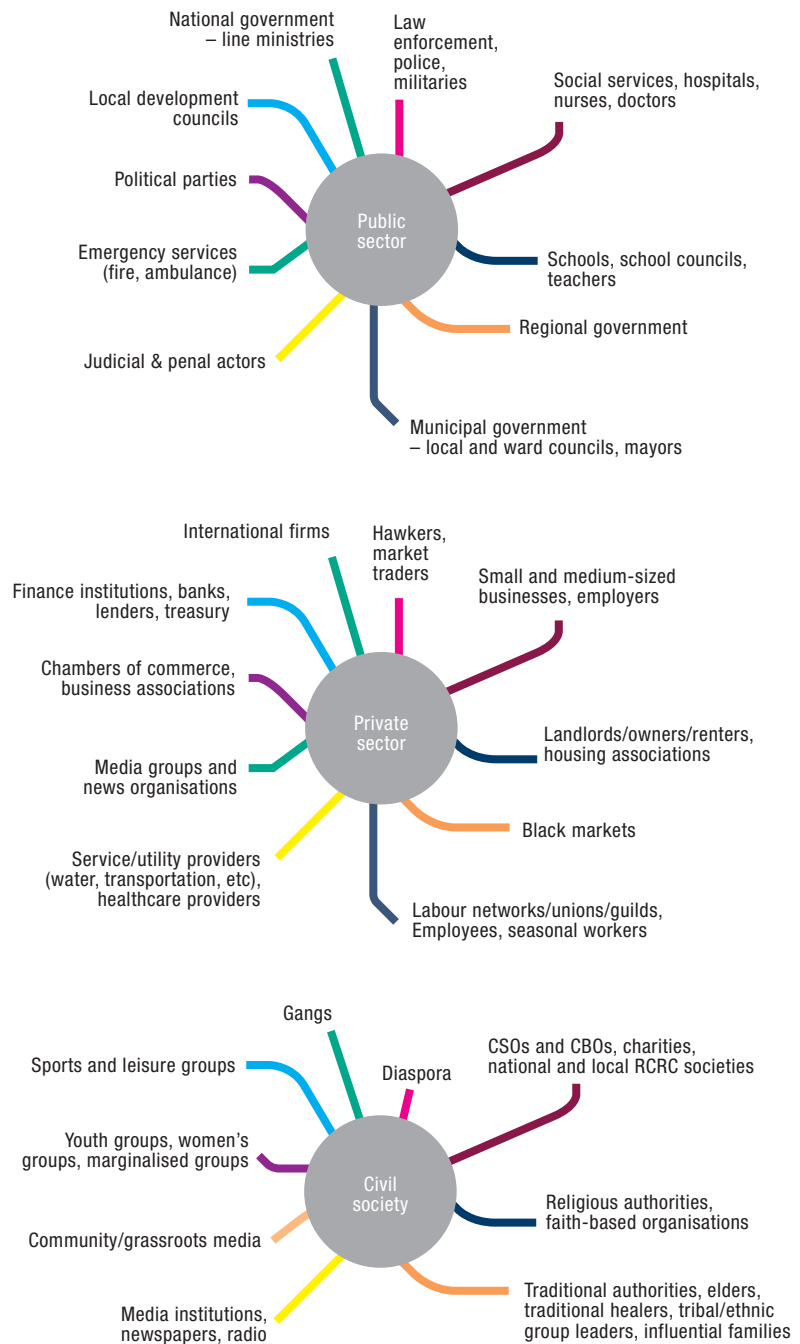 National government
– line ministries
Law
enforcement,
police,
militaries
Social services, hospitals,
nurses, doctors
Local development
councils
Political parties
Public
sector
Emergency services
(fire, ambulance)
Schools, school councils,
teachers
Regional government
Judicial & penal actors
Municipal government
– local and ward councils, mayors
International firms
Hawkers,
market
traders
Small and medium-sized
businesses, employers
Finance institutions, banks,
lenders, treasury
Chambers of commerce,
business associations
Private
sector
Landlords/owners/renters,
housing associations
Media groups and
news organisations
Black markets
Service/utility providers
(water, transportation, etc),
healthcare providers
Labour networks/unions/guilds,
Employees, seasonal workers
Gangs
CSOs and CBOs, charities,
national and local RCRC societies
Sports and leisure groups
Diaspora
Youth groups, women's
groups, marginalised groups
Civil
society
Religious authorities,
faith-based organisations
Community/grassroots media
Media institutions,
newspapers, radio
Traditional authorities, elders,
traditional healers, tribal/ethnic
group leaders, influential families